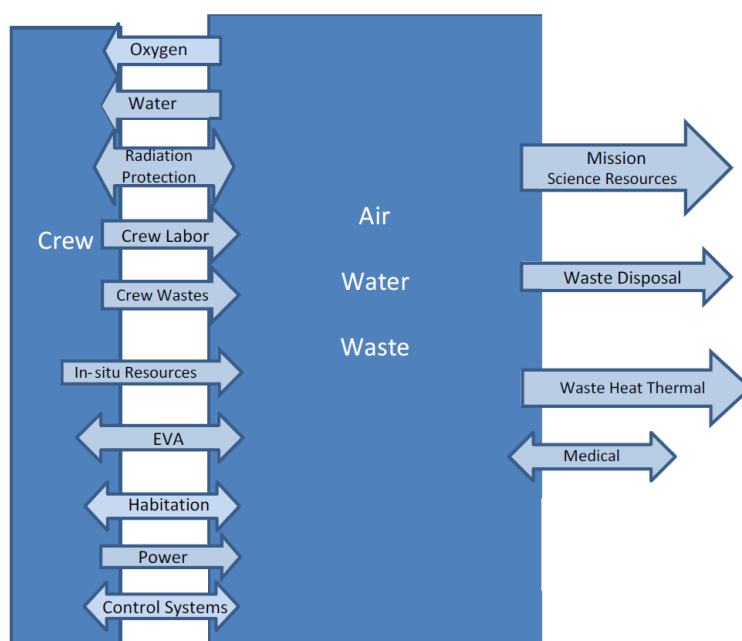 Oxygen
Water
Radiation
Protection
Crew Labor
Crew
Crew Wastes
In-situ Resources
EVA
Habitation
Power
Control Systems
Air
Water
Waste
Mission
Science Resources
Waste Disposal
Waste Heat Thermal
Medical